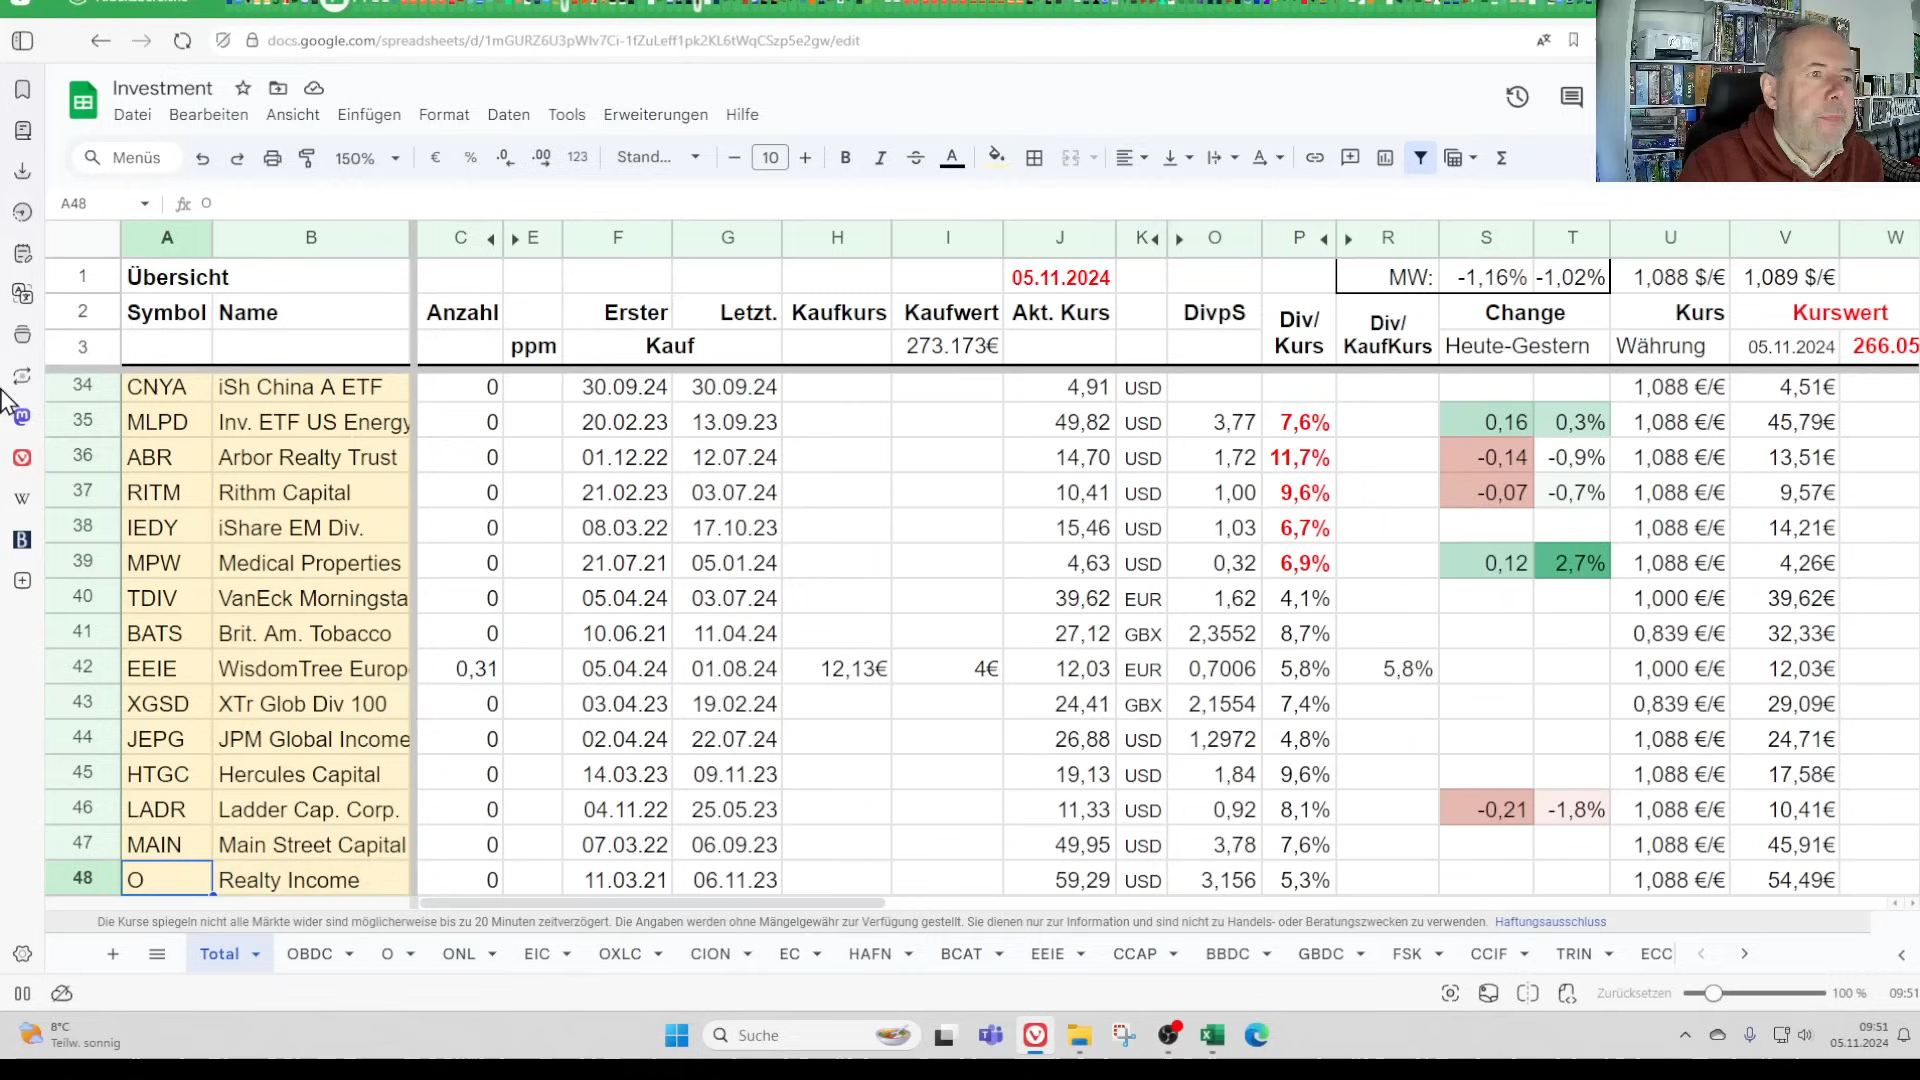 docs.google.com/spreadsheets/d/1mGURZ6U3pWIv7Ci-1fZuLeff1pk2KL6tWqCSzp5e2gw/edit
Investment
Datei Bearbeiten Ansicht Einfügen Format Daten Tools Erweiterungen Hilfe
Menüs 150% € % .0 .00 123 Stand... 10 B I A
A48 fx O
A B C E F G H I J K O P R S T U V W
1 Übersicht 05.11.2024 MW: -1,16% -1,02% 1,088 $/€ 1,089 $/€
2 Symbol Name Anzahl Erster Letzt. Kaufkurs Kaufwert Akt. Kurs DivpS Div/ Div/ Change Kurs Kurswert
3 ppm Kauf 273.173€ Kurs KaufKurs Heute-Gestern Währung 05.11.2024 266.05
34 CNYA iSh China A ETF 0 30.09.24 30.09.24 4,91 USD 1,088 €/€ 4,51€
35 MLPD Inv. ETF US Energy 0 20.02.23 13.09.23 49,82 USD 3,77 7,6% 0,16 0,3% 1,088 €/€ 45,79€
36 ABR Arbor Realty Trust 0 01.12.22 12.07.24 14,70 USD 1,72 11,7% -0,14 -0,9% 1,088 €/€ 13,51€
37 RITM Rithm Capital 0 21.02.23 03.07.24 10,41 USD 1,00 9,6% -0,07 -0,7% 1,088 €/€ 9,57€
38 IEDY iShare EM Div. 0 08.03.22 17.10.23 15,46 USD 1,03 6,7% 1,088 €/€ 14,21€
39 MPW Medical Properties 0 21.07.21 05.01.24 4,63 USD 0,32 6,9% 0,12 2,7% 1,088 €/€ 4,26€
40 TDIV VanEck Morningsta 0 05.04.24 03.07.24 39,62 EUR 1,62 4,1% 1,000 €/€ 39,62€
41 BATS Brit. Am. Tobacco 0 10.06.21 11.04.24 27,12 GBX 2,3552 8,7% 0,839 €/€ 32,33€
42 EEIE WisdomTree Europ 0,31 05.04.24 01.08.24 12,13€ 4€ 12,03 EUR 0,7006 5,8% 5,8% 1,000 €/€ 12,03€
43 XGSD XTr Glob Div 100 0 03.04.23 19.02.24 24,41 GBX 2,1554 7,4% 0,839 €/€ 29,09€
44 JEPG JPM Global Income 0 02.04.24 22.07.24 26,88 USD 1,2972 4,8% 1,088 €/€ 24,71€
45 HTGC Hercules Capital 0 14.03.23 09.11.23 19,13 USD 1,84 9,6% 1,088 €/€ 17,58€
46 LADR Ladder Cap. Corp. 0 04.11.22 25.05.23 11,33 USD 0,92 8,1% -0,21 -1,8% 1,088 €/€ 10,41€
47 MAIN Main Street Capital 0 07.03.22 06.09.23 49,95 USD 3,78 7,6% 1,088 €/€ 45,91€
48 O Realty Income 0 11.03.21 06.11.23 59,29 USD 3,156 5,3% 1,088 €/€ 54,49€
Die Kurse spiegeln nicht alle Märkte wider sind möglicherweise bis zu 20 Minuten zeitverzögert. Die Angaben werden ohne Mängelgewähr zur Verfügung gestellt. Sie dienen nur zur Information und sind nicht zu Handels- oder Beratungszwecken zu verwenden. Haftungsausschluss
Total OBDC O ONL EIC OXLC CION EC HAFN BCAT EEIE CCAP BBDC GBDC FSK CCIF TRIN ECC
Zurücksetzen 100 % 09:51
8°C
Teilw. sonnig
Suche
09:51
05.11.2024